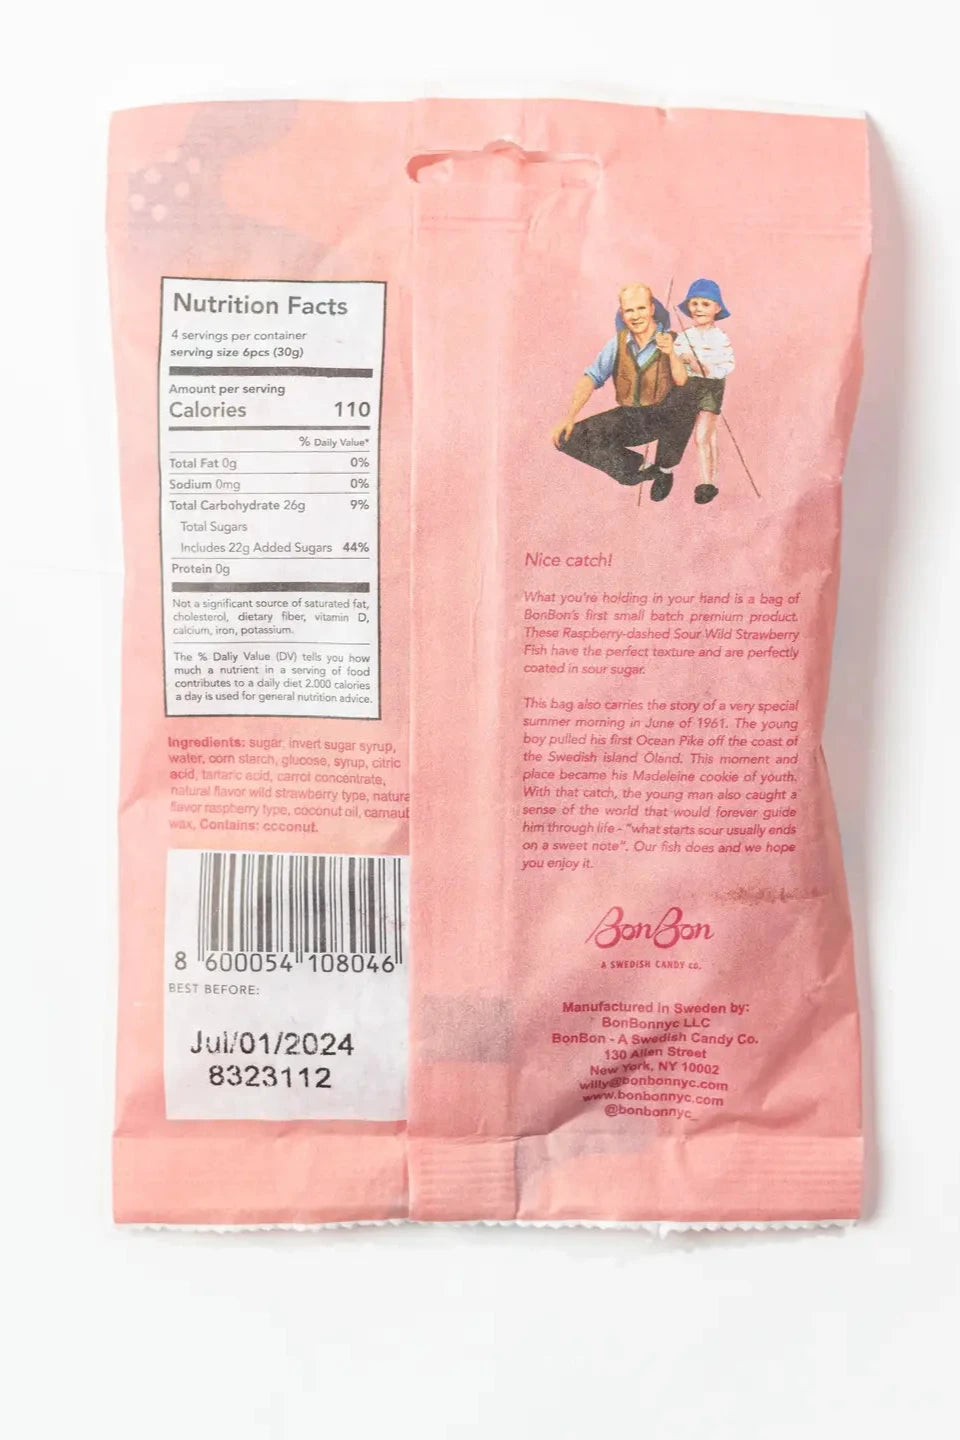 Nutrition Facts
4 servings per container
serving size 6pcs (30g)
Amount per serving
Calories 110
% Daily Value*
Total Fat 0g 0%
Sodium 0mg 0%
Total Carbohydrate 26g 9%
Total Sugars
Includes 22g Added Sugars 44%
Protein 0g
Not a significant source of saturated fat,
cholesterol, dietary fiber, vitamin D,
calcium, iron, potassium.
The % Daliy Value (DV) tells you how
much a nutrient in a serving of food
contributes to a daily diet 2.000 calories
a day is used for general nutrition advice.
Ingredients: sugar, invert sugar syrup,
water, corn starch, glucose, syrup, citric
acid, tartaric acid, carrot concentrate,
natural flavor wild strawberry type, natura
flavor raspberry type, coconut oil, carnaub
wax, Contains: coconut.
8 600054 108046
BEST BEFORE:
Jul/01/2024
8323112
Nice catch!
What you're holding in your hand is a bag of
BonBon's first small batch premium product.
These Raspberry-dashed Sour Wild Strawberry
Fish have the perfect texture and are perfectly
coated in sour sugar.
This bag also carries the story of a very special
summer morning in June of 1961. The young
boy pulled his first Ocean Pike off the coast of
the Swedish island Öland. This moment and
place became his Madeleine cookie of youth.
With that catch, the young man also caught a
sense of the world that would forever guide
him through life - "what starts sour usually ends
on a sweet note". Our fish does and we hope
you enjoy it.
BonBon
A SWEDISH CANDY CO.
Manufactured in Sweden by:
BonBonnyc LLC
BonBon - A Swedish Candy Co.
130 Allen Street
New York, NY 10002
willy@bonbonnyc.com
www.bonbonnyc.com
@bonbonnyc_